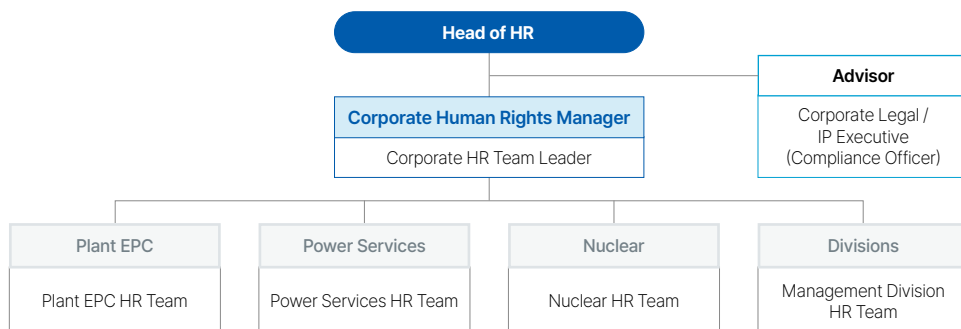 Head of HR
Advisor
Corporate Legal /
IP Executive
(Compliance Officer)
Corporate Human Rights Manager
Corporate HR Team Leader
Plant EPC
Plant EPC HR Team
Power Services
Power Services HR Team
Nuclear
Nuclear HR Team
Divisions
Management Division
HR Team